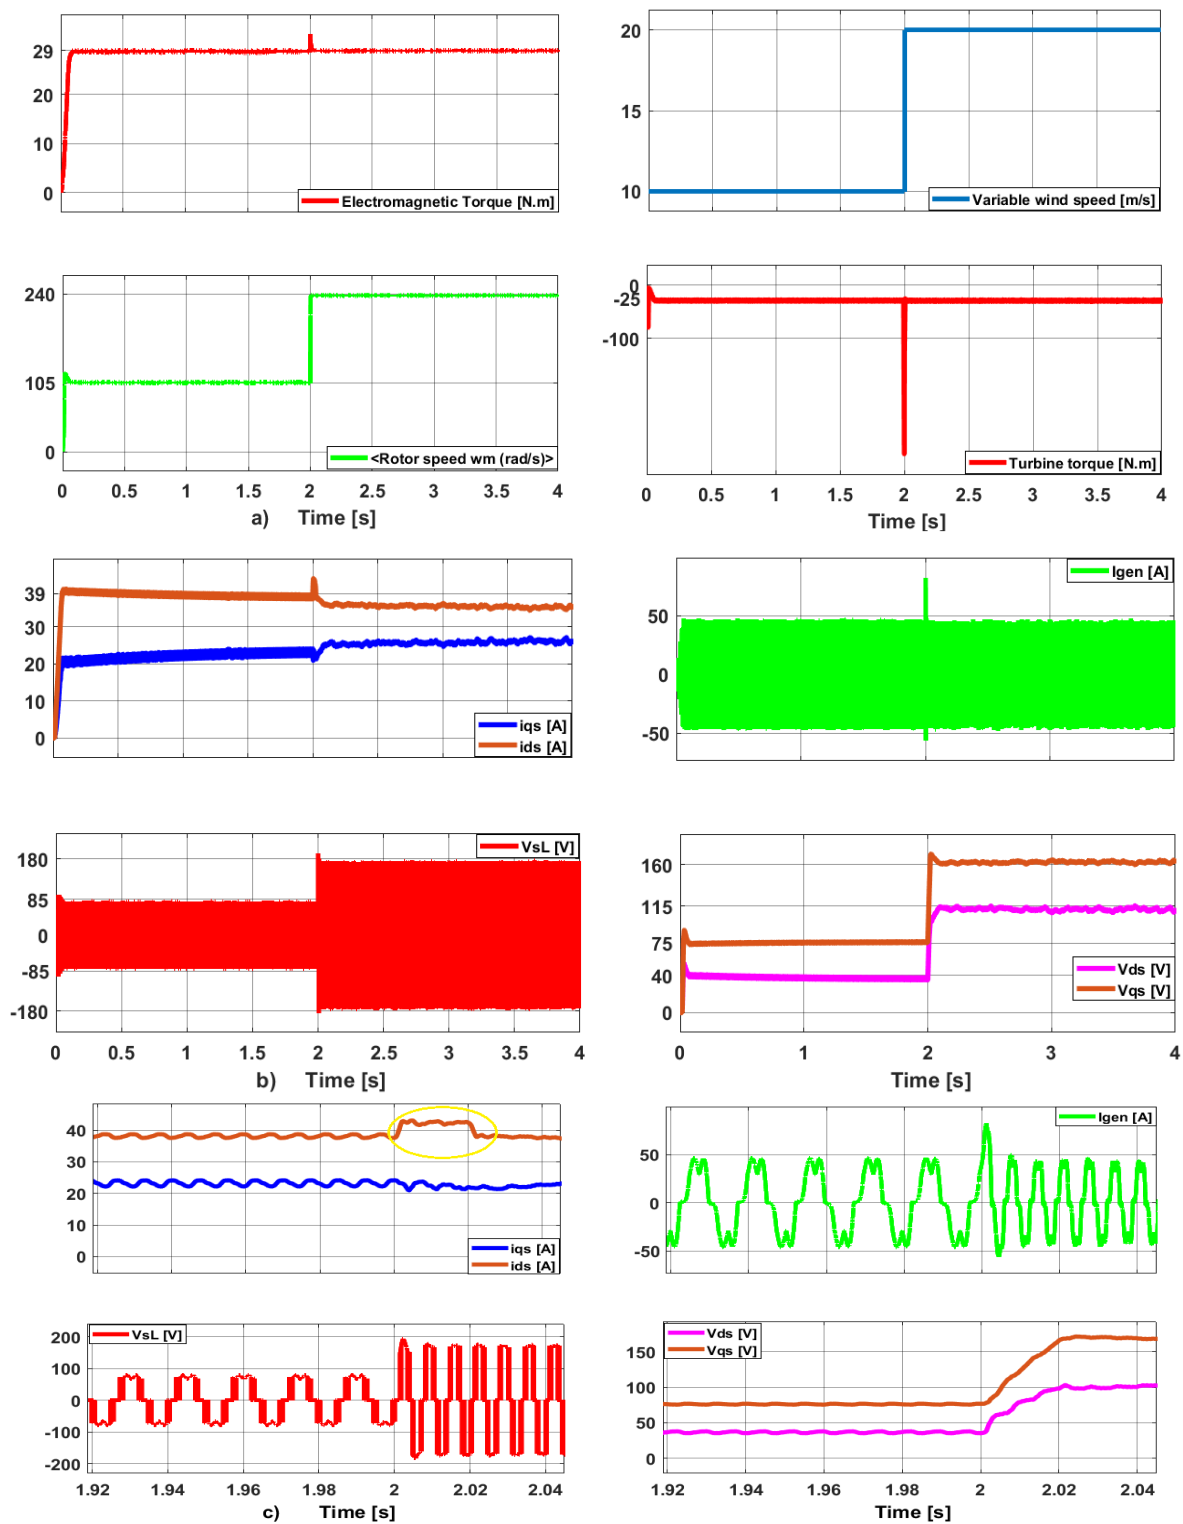 29
20
10
0
Electromagnetic Torque [N.m]
20
15
10
Variable wind speed [m/s]
240
105
0
<Rotor speed wm (rad/s)>
0 0.5 1 1.5 2 2.5 3 3.5 4
a) Time [s]
0
-25
-100
Turbine torque [N.m]
0 0.5 1 1.5 2 2.5 3 3.5 4
Time [s]
39
30
20
10
0
iqs [A]
ids [A]
50
0
-50
Igen [A]
180
85
0
-85
-180
VsL [V]
0 0.5 1 1.5 2 2.5 3 3.5 4
b) Time [s]
160
115
75
40
0
Vds [V]
Vqs [V]
0 1 2 3 4
Time [s]
40
30
20
10
0
iqs [A]
ids [A]
50
0
-50
Igen [A]
200
100
0
-100
-200
VsL [V]
1.92 1.94 1.96 1.98 2 2.02 2.04
c) Time [s]
150
100
50
0
Vds [V]
Vqs [V]
1.92 1.94 1.96 1.98 2 2.02 2.04
Time [s]